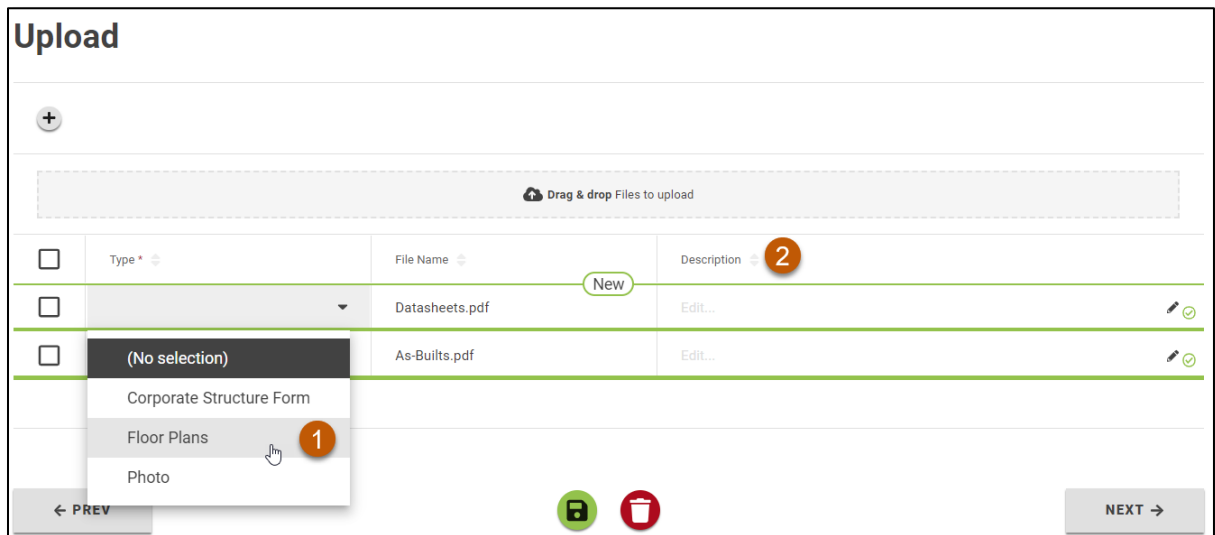 Upload
+
Drag & drop Files to upload
Type * File Name Description 2
New
Datasheets.pdf Edit...
As-Builts.pdf Edit...
(No selection)
Corporate Structure Form
Floor Plans 1
Photo
← PREV NEXT →